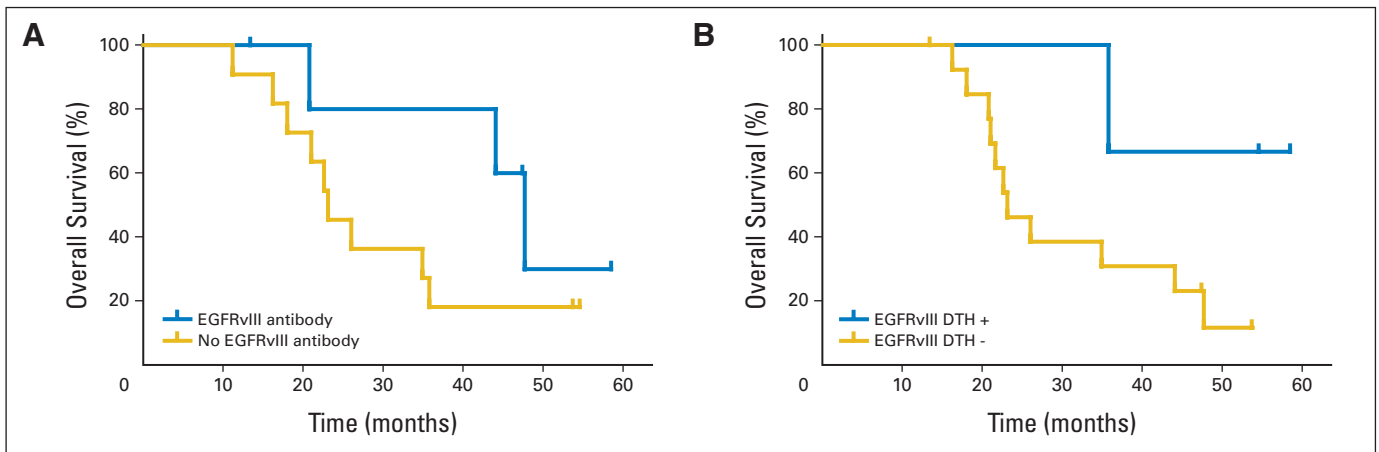 A
Overall Survival (%)
100
80
60
40
20
EGFRvIII antibody
No EGFRvIII antibody
0 10 20 30 40 50 60
Time (months)
B
Overall Survival (%)
100
80
60
40
20
EGFRvIII DTH +
EGFRvIII DTH -
0 10 20 30 40 50 60
Time (months)